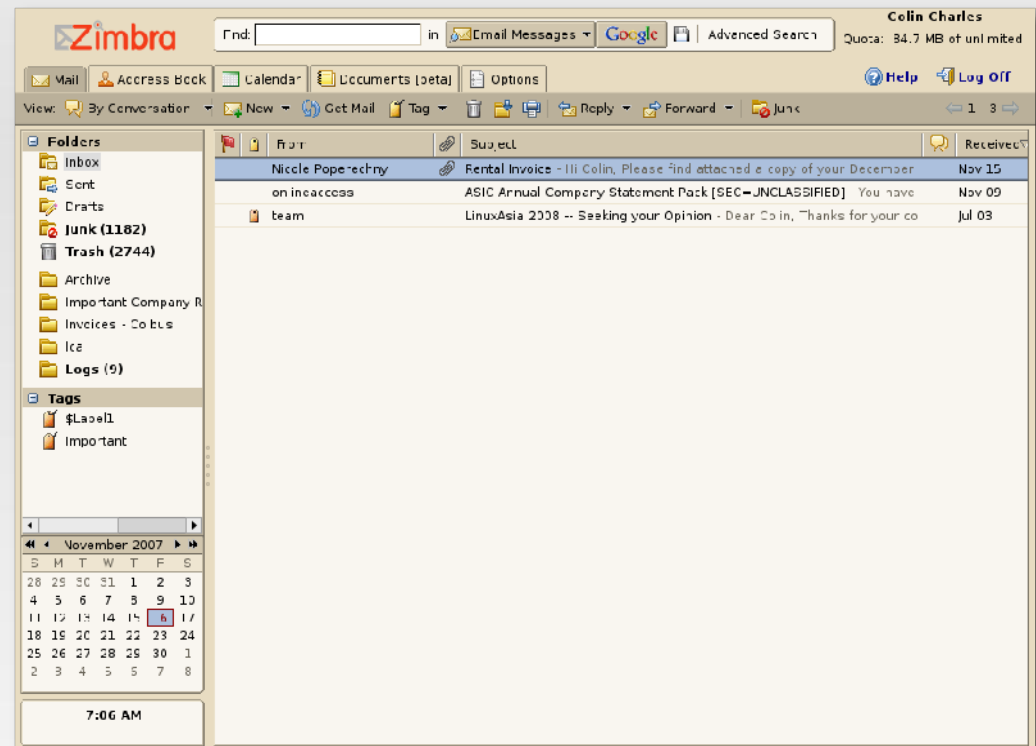 Zimbra
Find: in Email Messages Google Advanced Search
Colin Charles
Quota: 84.7 MB of unlimited
Mail Address Book Calendar Documents [beta] Options Help Log Off
View: By Conversation New Get Mail Tag Reply Forward Junk 1 - 3
Folders
Inbox
Sent
Drafts
Junk (1182)
Trash (2744)
Archive
Important Company R
Invoices - Colbus
Logs (9)
Tags
$Label1
Important
From Subject Received
Nicole Poperechny Rental Invoice - Hi Colin, Please find attached a copy of your December Nov 15
ASIC Annual Company Statement Pack [SEC=UNCLASSIFIED] You have Nov 09
team LinuxAsia 2008 -- Seeking your Opinion - Dear Colin, Thanks for your co Jul 03
November 2007
S M T W T F S
28 29 30 31 1 2 3
4 5 6 7 8 9 10
11 12 13 14 15 16 17
18 19 20 21 22 23 24
25 26 27 28 29 30 1
2 3 4 5 6 7 8
7:06 AM